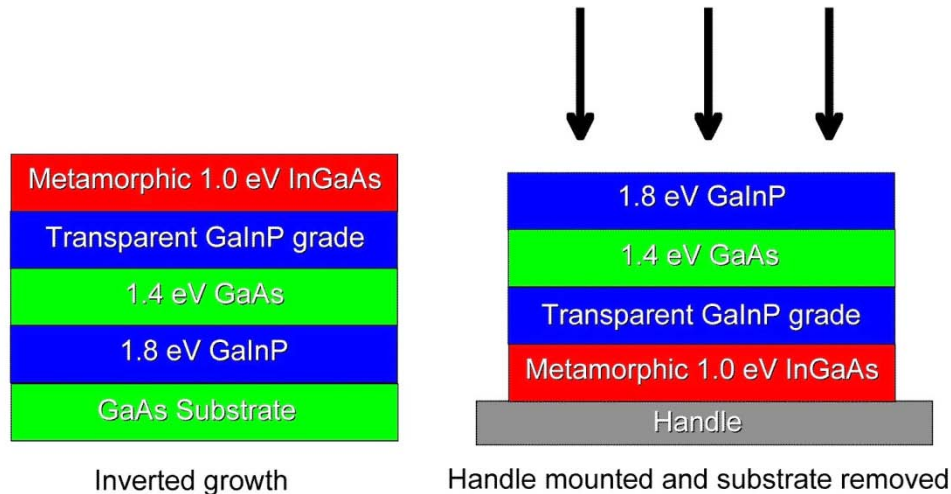 Metamorphic 1.0 eV InGaAs
Transparent GaInP grade
1.4 eV GaAs
1.8 eV GaInP
GaAs Substrate
Inverted growth
1.8 eV GaInP
1.4 eV GaAs
Transparent GaInP grade
Metamorphic 1.0 eV InGaAs
Handle
Handle mounted and substrate removed